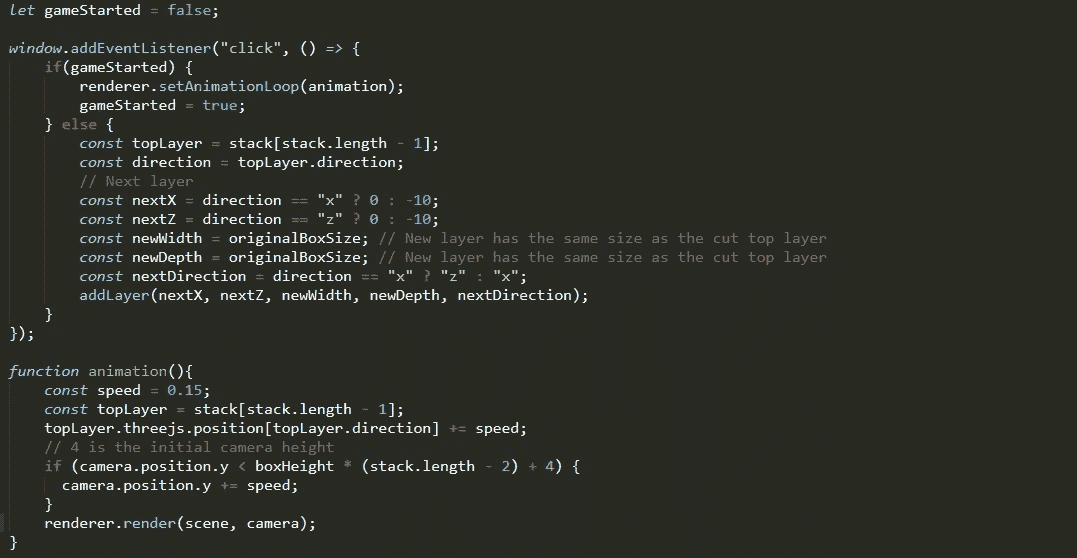 let gameStarted = false;

window.addEventListener("click", () => {
    if(gameStarted) {
        renderer.setAnimationLoop(animation);
        gameStarted = true;
    } else {
        const topLayer = stack[stack.length - 1];
        const direction = topLayer.direction;
        // Next layer
        const nextX = direction == "x" ? 0 : -10;
        const nextZ = direction == "z" ? 0 : -10;
        const newWidth = originalBoxSize; // New layer has the same size as the cut top layer
        const newDepth = originalBoxSize; // New layer has the same size as the cut top layer
        const nextDirection = direction == "x" ? "z" : "x";
        addLayer(nextX, nextZ, newWidth, newDepth, nextDirection);
    }
});

function animation(){
    const speed = 0.15;
    const topLayer = stack[stack.length - 1];
    topLayer.threejs.position[topLayer.direction] += speed;
    // 4 is the initial camera height
    if (camera.position.y < boxHeight * (stack.length - 2) + 4) {
      camera.position.y += speed;
    }
    renderer.render(scene, camera);
}